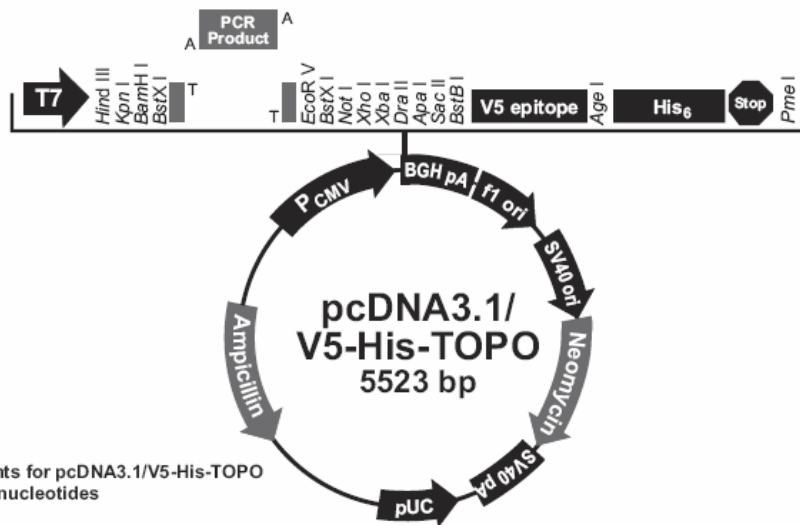 A
PCR
Product
A
T7
Hind III
Kpn I
BamH I
BstX I
T
T
EcoR V
BstX I
Not I
Xho I
Xba I
Dra II
Apa I
Sac II
BstB I
V5 epitope
Age I
His6
Stop
Pme I
PCMV
BGH pA
f1 ori
SV40 ori
Neomycin
SV40 pA
pUC
Ampicillin
pcDNA3.1/
V5-His-TOPO
5523 bp
nts for pcDNA3.1/V5-His-TOPO
nucleotides